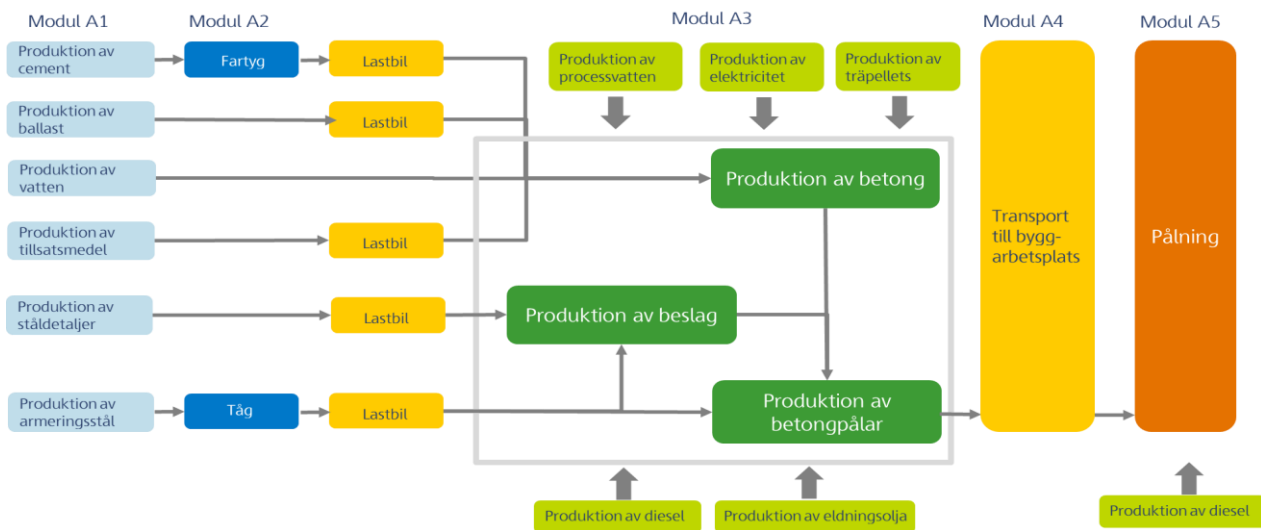 Modul A1
Modul A2
Modul A3
Modul A4
Modul A5
Produktion av
cement
Fartyg
Lastbil
Produktion av
processvatten
Produktion av
elektricitet
Produktion av
träpellets
Produktion av
ballast
Lastbil
Produktion av
vatten
Produktion av betong
Produktion av
tillsatsmedel
Lastbil
Transport
till bygg-
arbetsplats
Pålning
Produktion av
ståldetaljer
Lastbil
Produktion av beslag
Produktion av
armeringsstål
Tåg
Lastbil
Produktion av
betongpålar
Produktion av diesel
Produktion av eldningsolja
Produktion av diesel